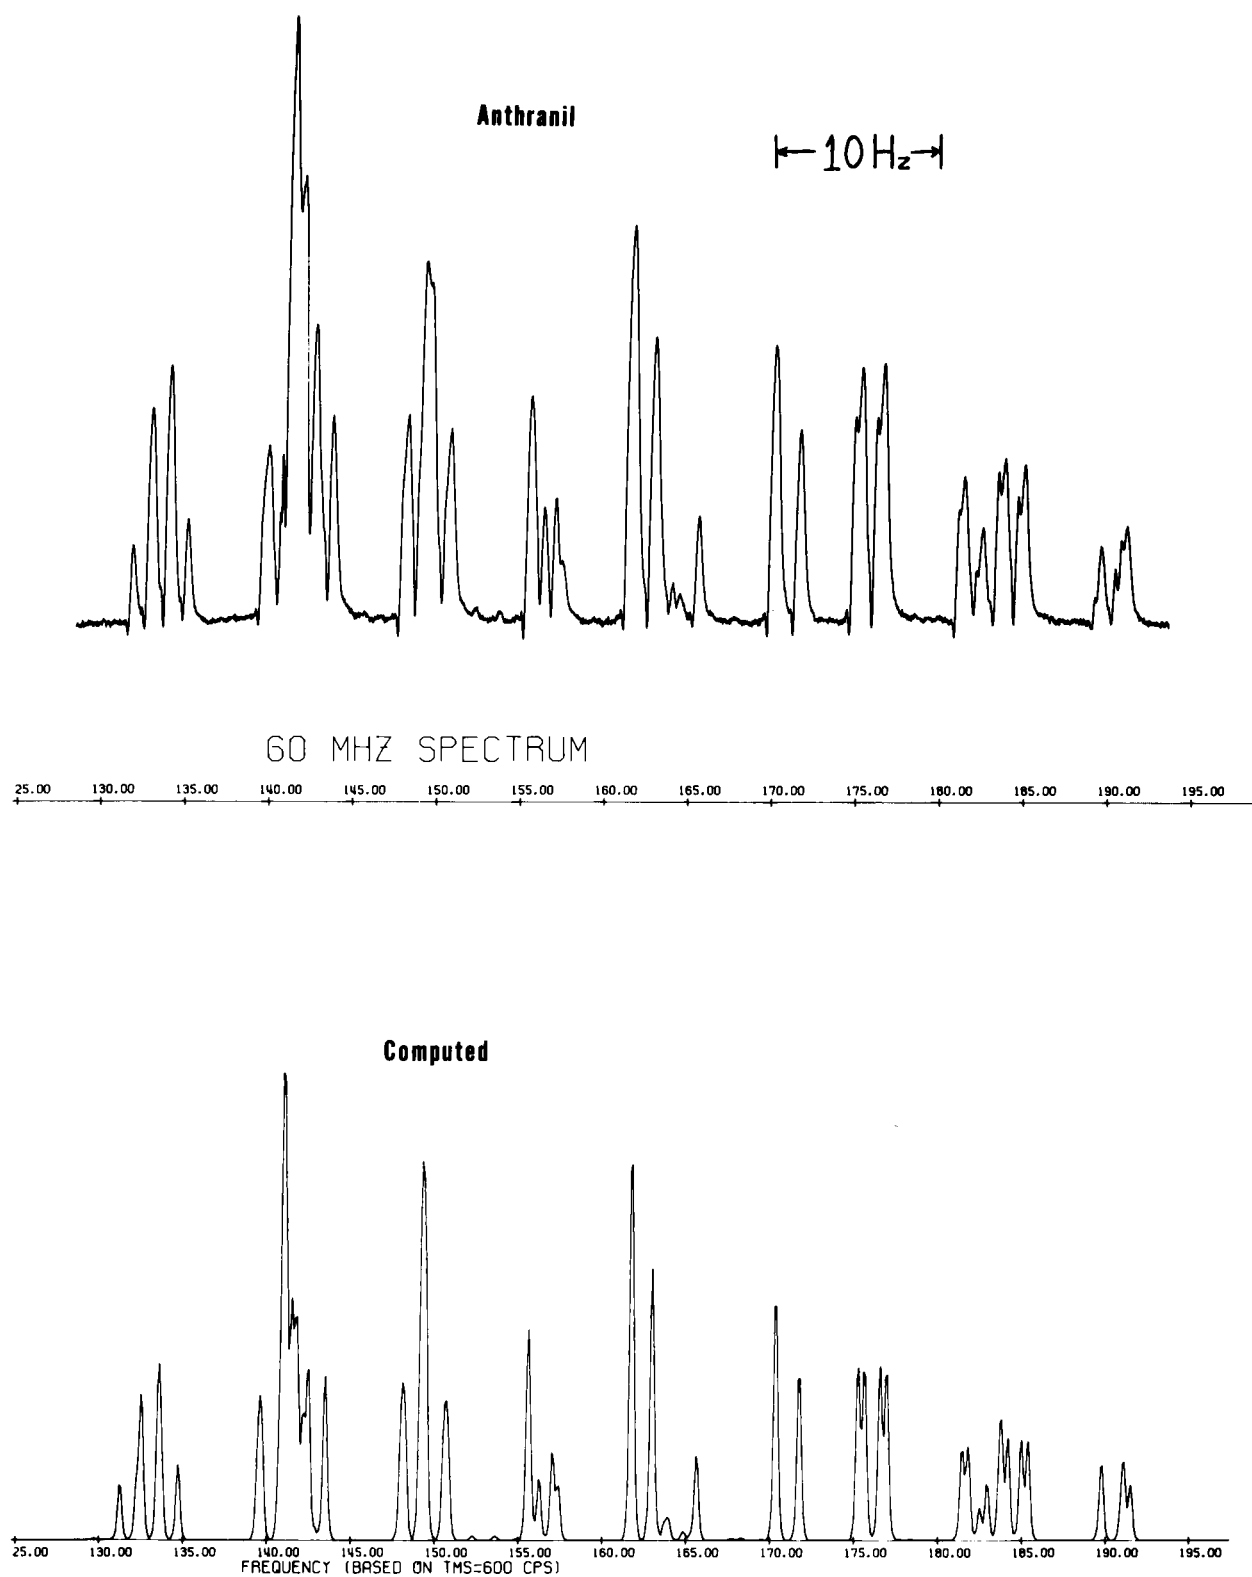 Anthranil
10 Hz
60 MHZ SPECTRUM
25.00 130.00 135.00 140.00 145.00 150.00 155.00 160.00 165.00 170.00 175.00 180.00 185.00 190.00 195.00
Computed
25.00 130.00 135.00 140.00 145.00 150.00 155.00 160.00 165.00 170.00 175.00 180.00 185.00 190.00 195.00
FREQUENCY (BASED ON TMS=600 CPS)